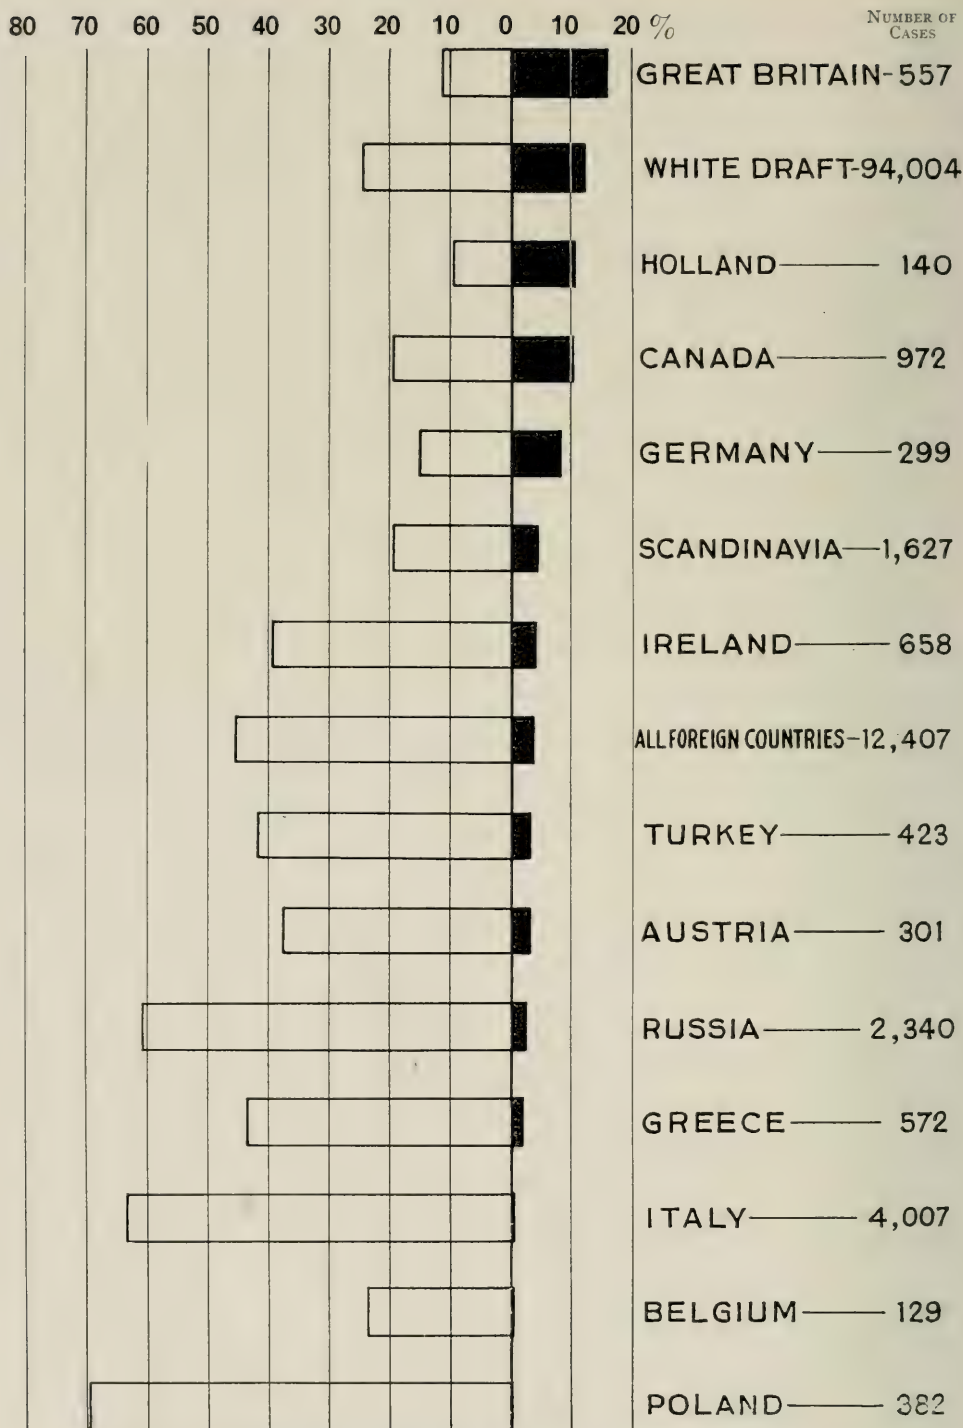 80 70 60 50 40 30 20 10 0 10 20 % NUMBER OF
CASES
GREAT BRITAIN-557
WHITE DRAFT-94,004
HOLLAND—— 140
CANADA—— 972
GERMANY—— 299
SCANDINAVIA—1,627
IRELAND—— 658
ALL FOREIGN COUNTRIES-12,407
TURKEY—— 423
AUSTRIA—— 301
RUSSIA—— 2,340
GREECE—— 572
ITALY—— 4,007
BELGIUM—— 129
POLAND—— 382